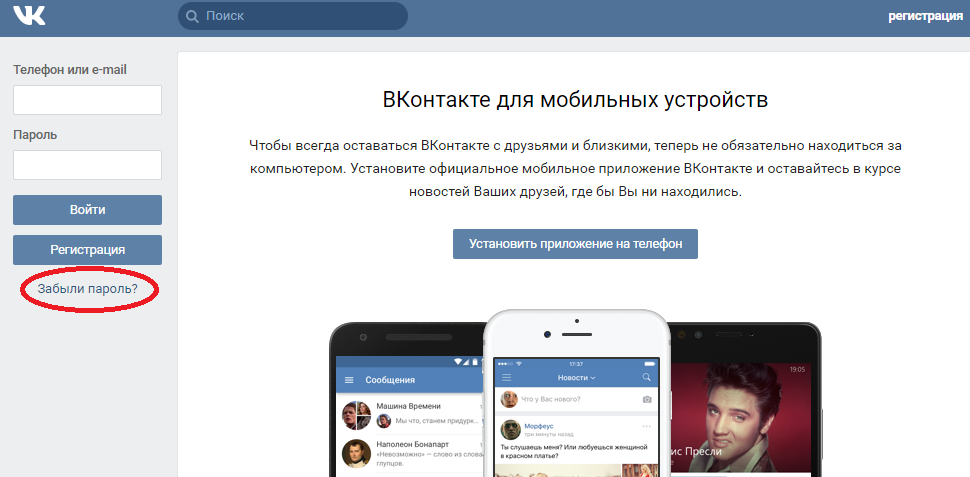 VK
Поиск
регистрация
Телефон или e-mail
Пароль
Войти
Регистрация
Забыли пароль?
ВКонтакте для мобильных устройств
Чтобы всегда оставаться ВКонтакте с друзьями и близкими, теперь не обязательно находиться за
компьютером. Установите официальное мобильное приложение ВКонтакте и оставайтесь в курсе
новостей Ваших друзей, где бы Вы ни находились.
Установить приложение на телефон
Сообщения
Машина Времени
Мы что, станем придурк..
Наполеон Бонапарт
«Невозможно» — слово из слова
глупцов.
17:37
Новости
Что у Вас нового?
Морфеус
три минуты назад
Ты слушаешь меня? Или любуешься женщиной
в красном платье?
19:05
ис Пресли